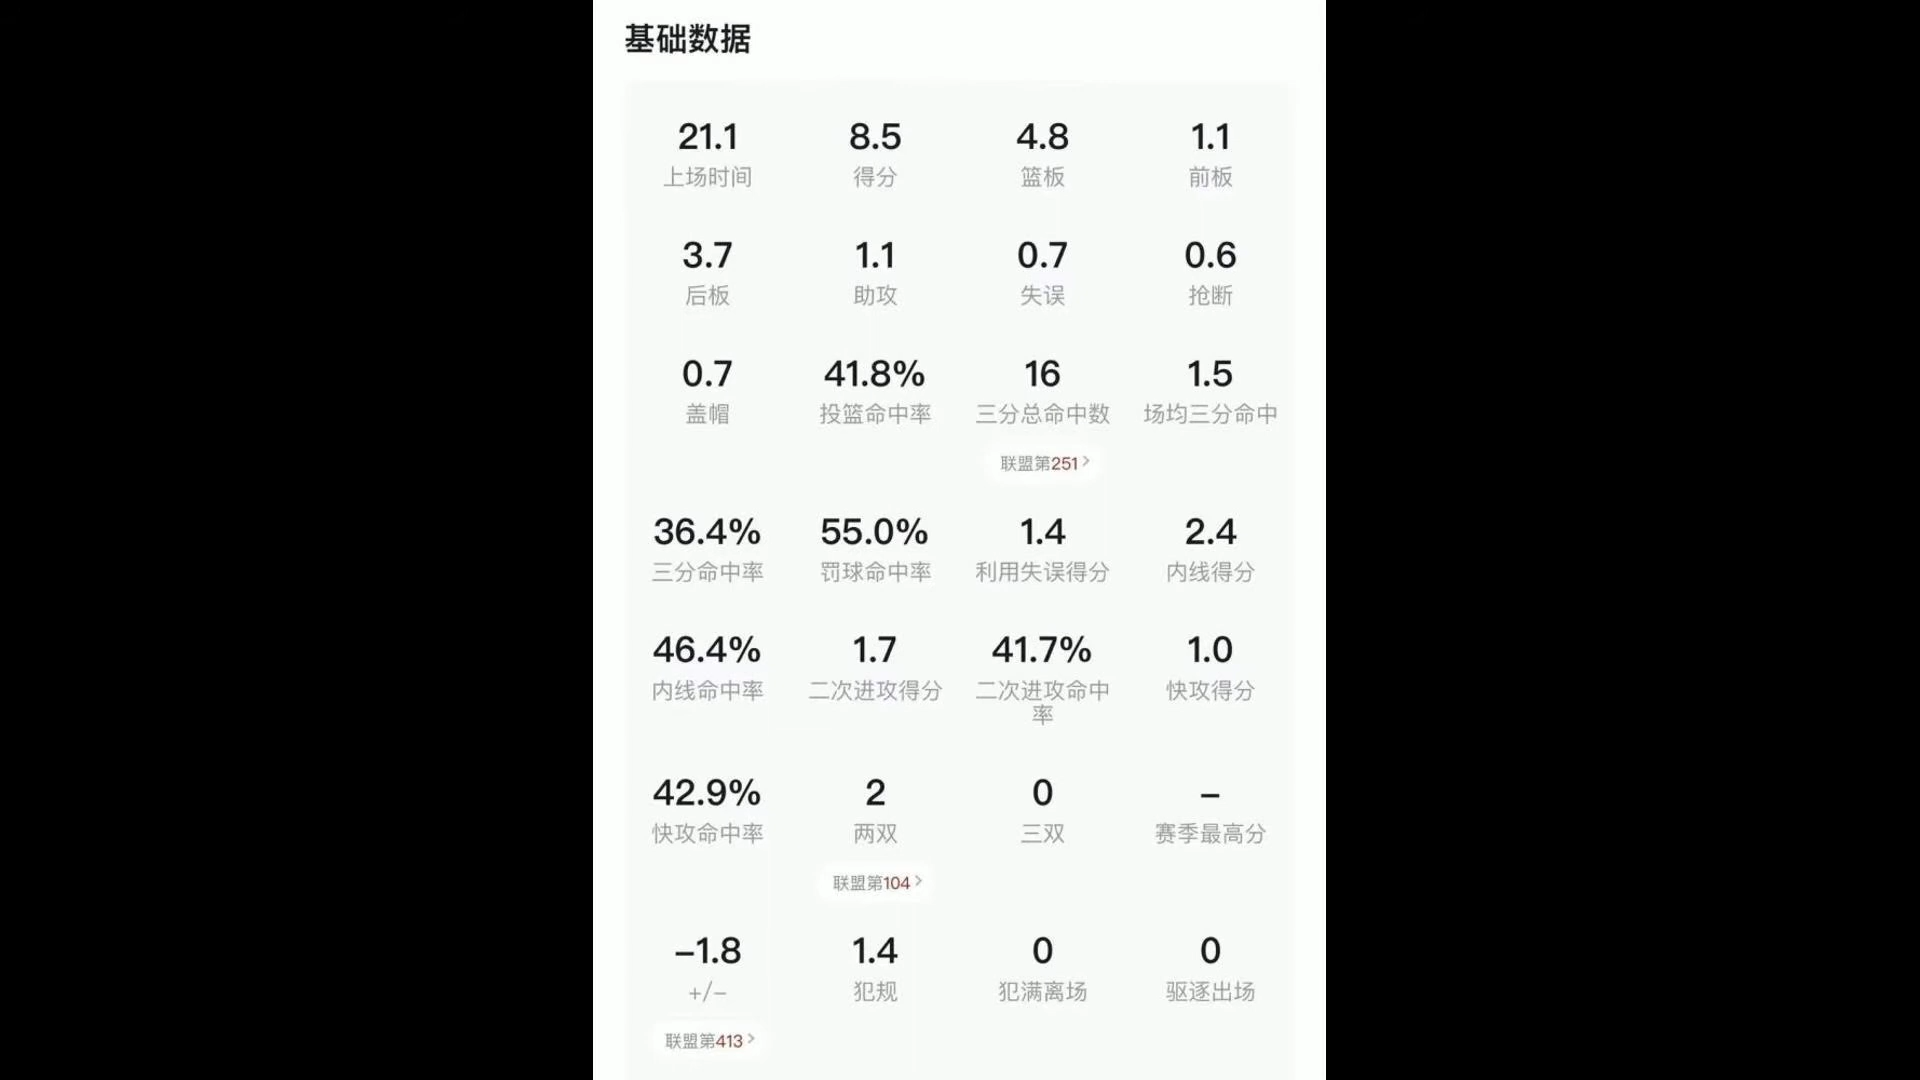 基础数据
21.1 8.5 4.8 1.1
上场时间 得分 篮板 前板
3.7 1.1 0.7 0.6
后板 助攻 失误 抢断
0.7 41.8% 16 1.5
盖帽 投篮命中率 三分总命中数 场均三分命中
联盟第251 >
36.4% 55.0% 1.4 2.4
三分命中率 罚球命中率 利用失误得分 内线得分
46.4% 1.7 41.7% 1.0
内线命中率 二次进攻得分 二次进攻命中 快攻得分
率
42.9% 2 0 –
快攻命中率 两双 三双 赛季最高分
联盟第104 >
–1.8 1.4 0 0
+/– 犯规 犯满离场 驱逐出场
联盟第413 >